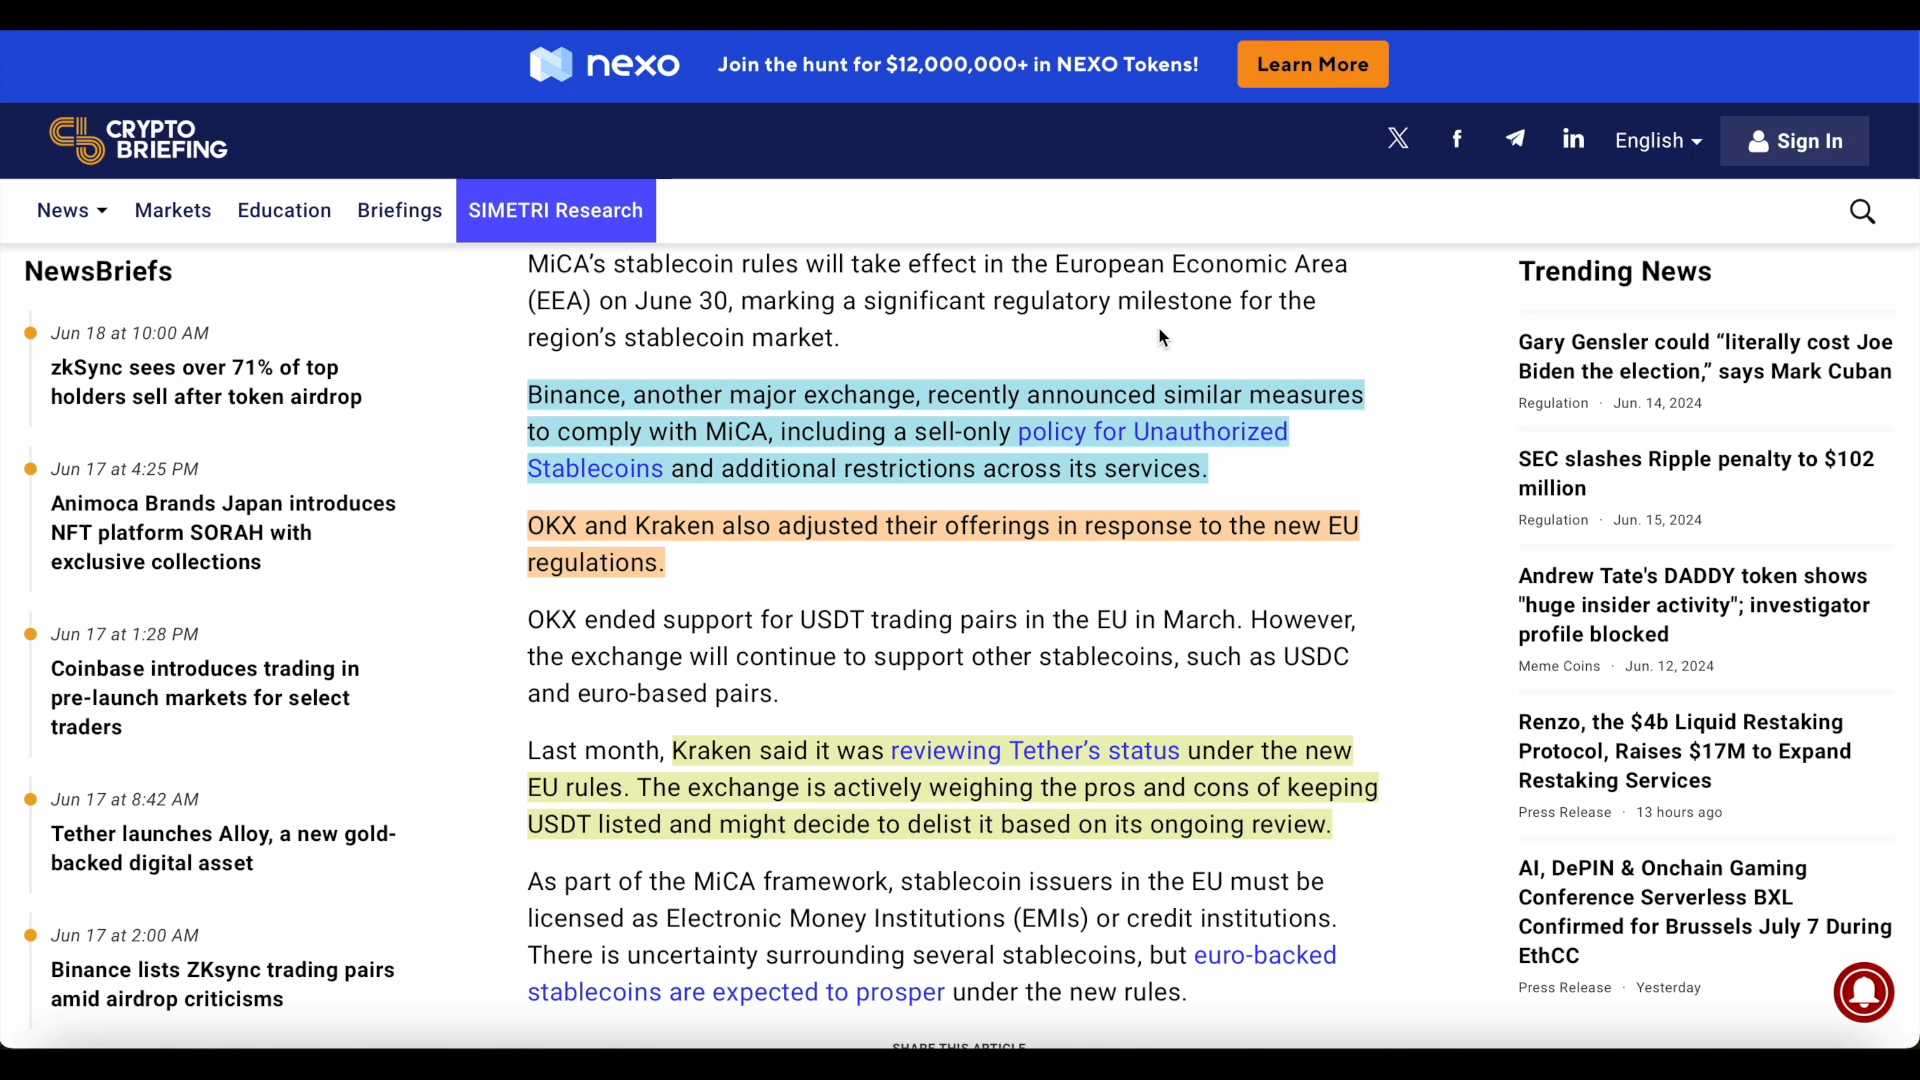 nexo
Join the hunt for $12,000,000+ in NEXO Tokens!
Learn More
CRYPTO
BRIEFING
English
Sign In
News
Markets
Education
Briefings
SIMETRI Research
NewsBriefs
Jun 18 at 10:00 AM
zkSync sees over 71% of top
holders sell after token airdrop
Jun 17 at 4:25 PM
Animoca Brands Japan introduces
NFT platform SORAH with
exclusive collections
Jun 17 at 1:28 PM
Coinbase introduces trading in
pre-launch markets for select
traders
Jun 17 at 8:42 AM
Tether launches Alloy, a new gold-
backed digital asset
Jun 17 at 2:00 AM
Binance lists ZKsync trading pairs
amid airdrop criticisms
MiCA’s stablecoin rules will take effect in the European Economic Area
(EEA) on June 30, marking a significant regulatory milestone for the
region’s stablecoin market.
Binance, another major exchange, recently announced similar measures
to comply with MiCA, including a sell-only policy for Unauthorized
Stablecoins and additional restrictions across its services.
OKX and Kraken also adjusted their offerings in response to the new EU
regulations.
OKX ended support for USDT trading pairs in the EU in March. However,
the exchange will continue to support other stablecoins, such as USDC
and euro-based pairs.
Last month, Kraken said it was reviewing Tether’s status under the new
EU rules. The exchange is actively weighing the pros and cons of keeping
USDT listed and might decide to delist it based on its ongoing review.
As part of the MiCA framework, stablecoin issuers in the EU must be
licensed as Electronic Money Institutions (EMIs) or credit institutions.
There is uncertainty surrounding several stablecoins, but euro-backed
stablecoins are expected to prosper under the new rules.
SHARE THIS ARTICLE
Trending News
Gary Gensler could “literally cost Joe
Biden the election,” says Mark Cuban
Regulation · Jun. 14, 2024
SEC slashes Ripple penalty to $102
million
Regulation · Jun. 15, 2024
Andrew Tate's DADDY token shows
"huge insider activity"; investigator
profile blocked
Meme Coins · Jun. 12, 2024
Renzo, the $4b Liquid Restaking
Protocol, Raises $17M to Expand
Restaking Services
Press Release · 13 hours ago
AI, DePIN & Onchain Gaming
Conference Serverless BXL
Confirmed for Brussels July 7 During
EthCC
Press Release · Yesterday